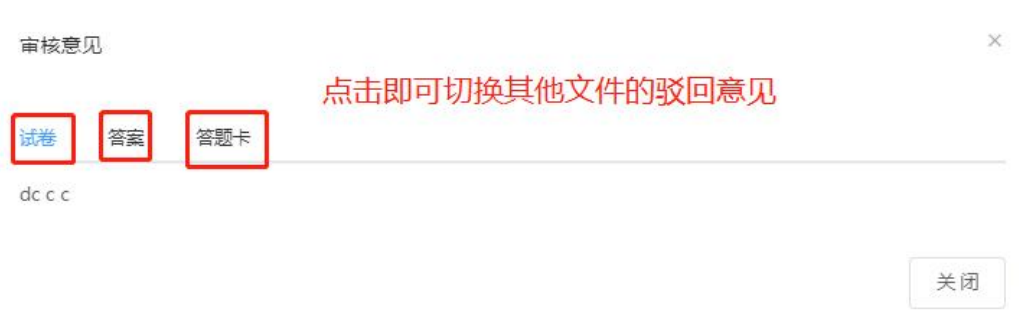 审核意见
×
点击即可切换其他文件的驳回意见
试卷 答案 答题卡
dc c c
关闭